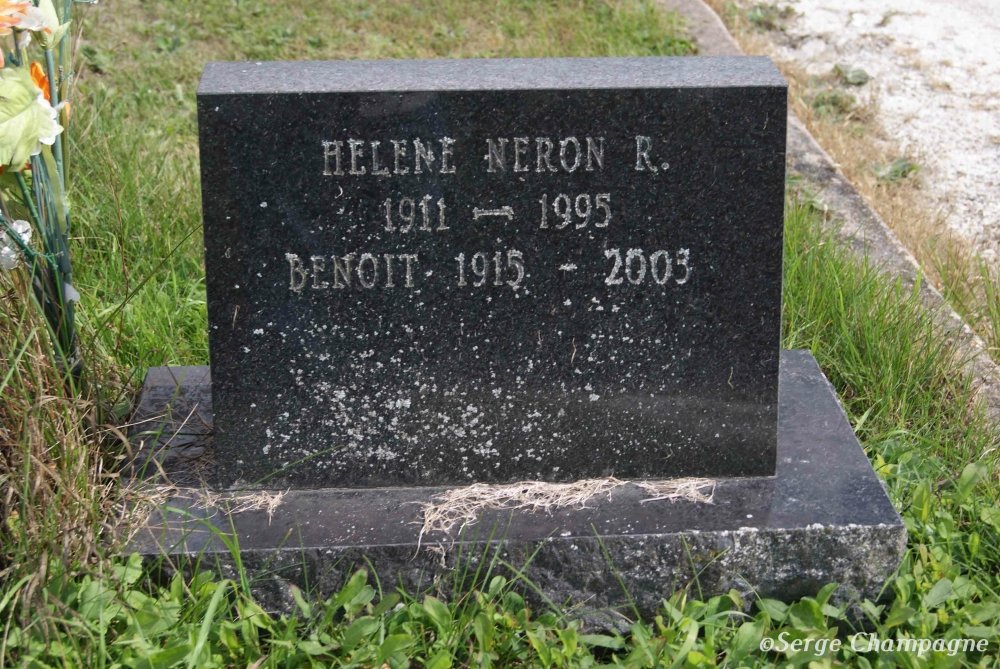 HELENE NERON R.
1911 - 1995
BENOIT 1915 - 2003
©Serge Champagne